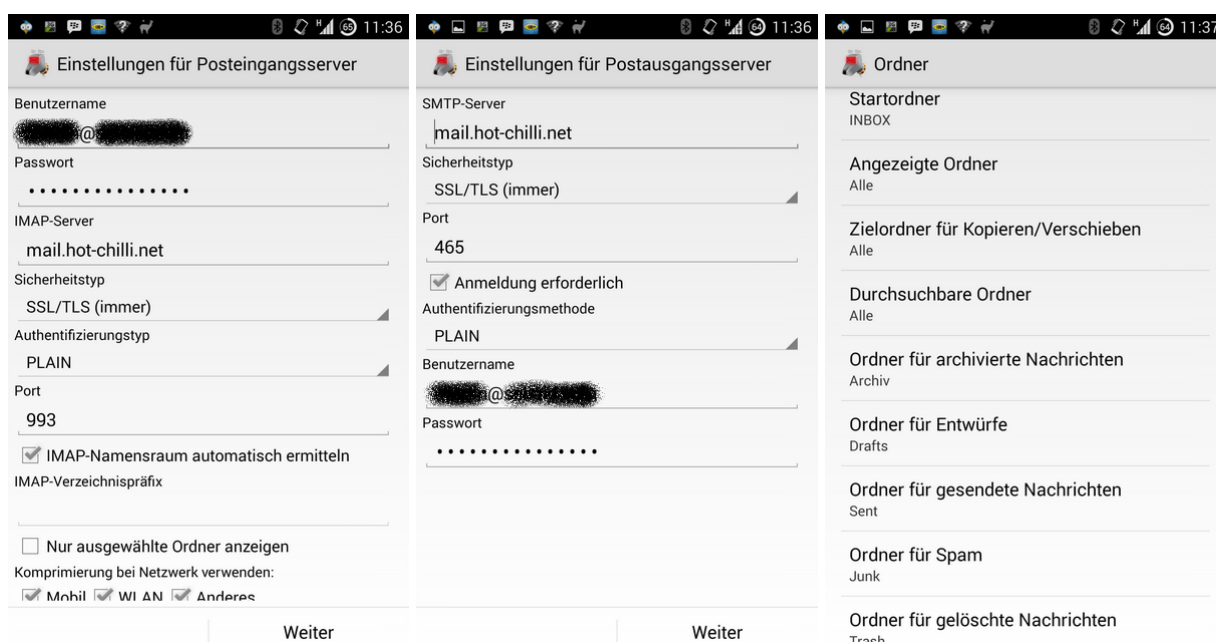 65 11:36
Einstellungen für Posteingangsserver
Benutzername
@
Passwort
IMAP-Server
mail.hot-chilli.net
Sicherheitstyp
SSL/TLS (immer)
Authentifizierungstyp
PLAIN
Port
993
IMAP-Namensraum automatisch ermitteln
IMAP-Verzeichnispräfix
Nur ausgewählte Ordner anzeigen
Komprimierung bei Netzwerk verwenden:
Mobil WLAN Anderes
Weiter
64 11:36
Einstellungen für Postausgangsserver
SMTP-Server
mail.hot-chilli.net
Sicherheitstyp
SSL/TLS (immer)
Port
465
Anmeldung erforderlich
Authentifizierungsmethode
PLAIN
Benutzername
@
Passwort
Weiter
64 11:37
Ordner
Startordner
INBOX
Angezeigte Ordner
Alle
Zielordner für Kopieren/Verschieben
Alle
Durchsuchbare Ordner
Alle
Ordner für archivierte Nachrichten
Archiv
Ordner für Entwürfe
Drafts
Ordner für gesendete Nachrichten
Sent
Ordner für Spam
Junk
Ordner für gelöschte Nachrichten
Trash